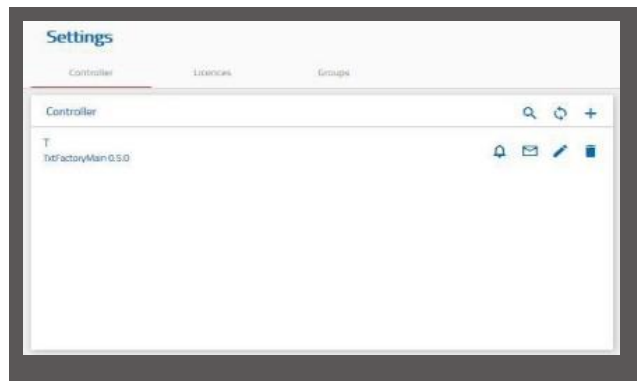 Settings
Controller Licences Groups
Controller
T
TxtFactoryMain 0.5.0